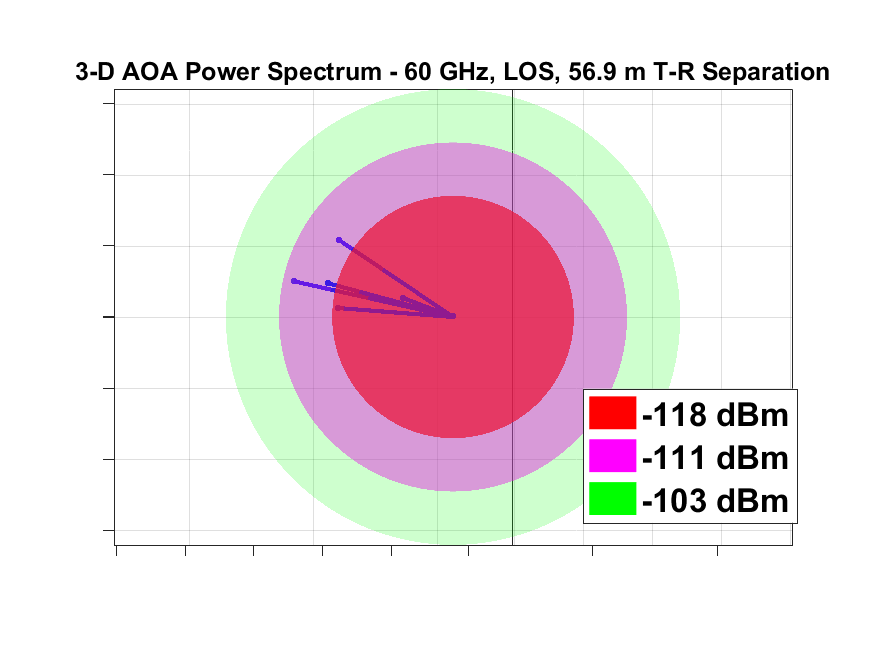 3-D AOA Power Spectrum - 60 GHz, LOS, 56.9 m T-R Separation
-118 dBm
-111 dBm
-103 dBm